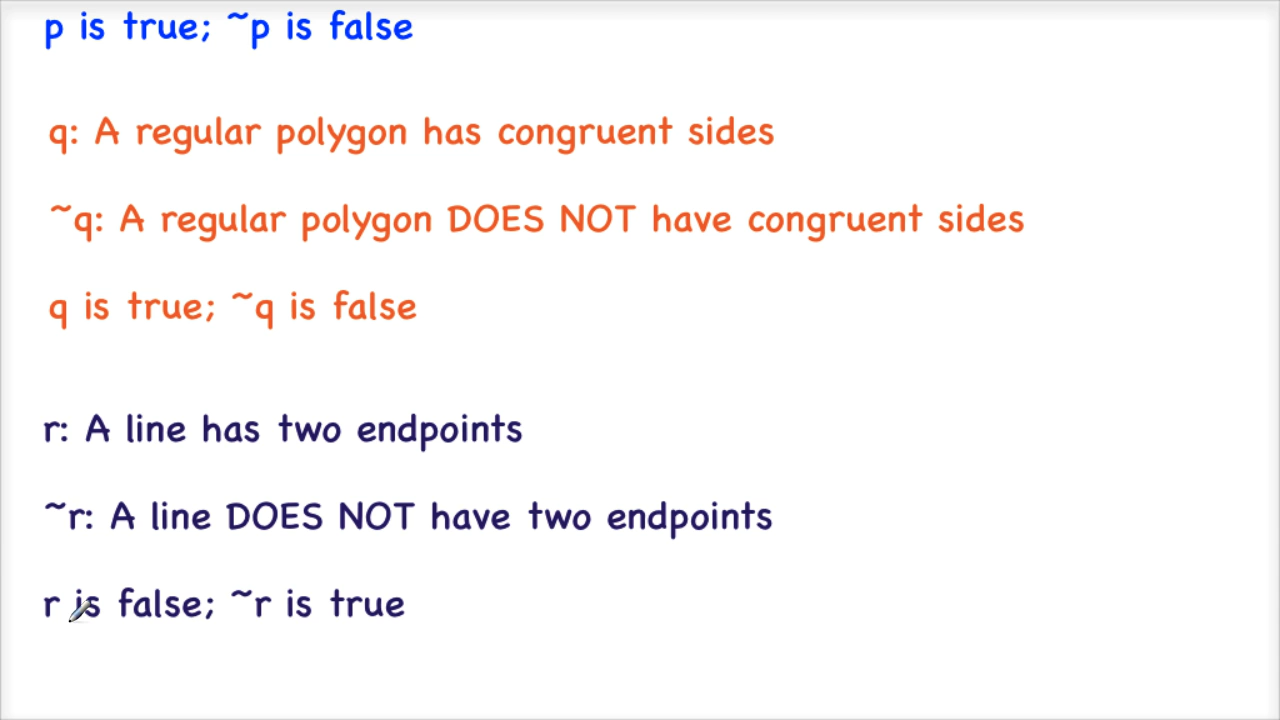 p is true; ~p is false
q: A regular polygon has congruent sides
~q: A regular polygon DOES NOT have congruent sides
q is true; ~q is false
r: A line has two endpoints
~r: A line DOES NOT have two endpoints
r is false; ~r is true